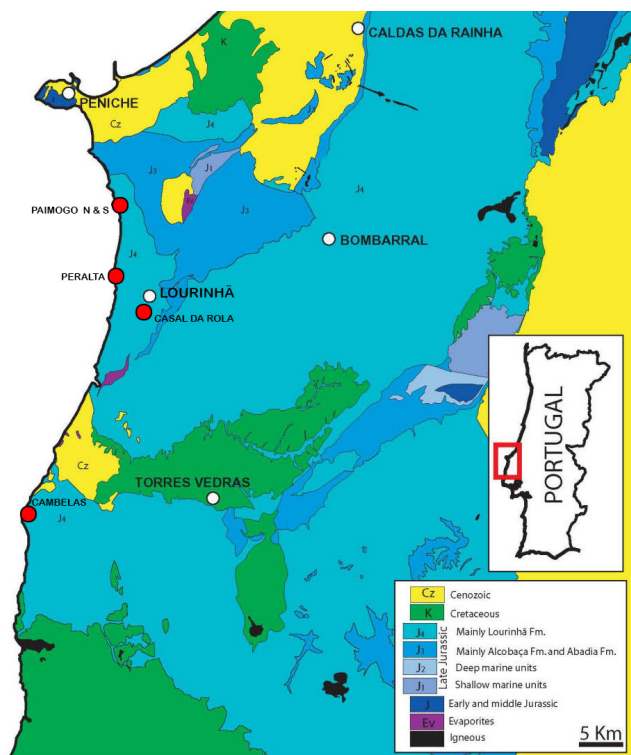 CALDAS DA RAINHA
K
PENICHE
J
Cz
J4
J3
J1
Ev
J3
J4
PAIMOGO N & S
J4
BOMBARRAL
PERALTA
LOURINHÃ
CASAL DA ROLA
Cz
TORRES VEDRAS
CAMBELAS
J4
PORTUGAL
Cz Cenozoic
K Cretaceous
Late Jurassic
J4 Mainly Lourinhã Fm.
J3 Mainly Alcobaça Fm. and Abadia Fm.
J2 Deep marine units
J1 Shallow marine units
J Early and middle Jurassic
Ev Evaporites
Igneous
5 Km